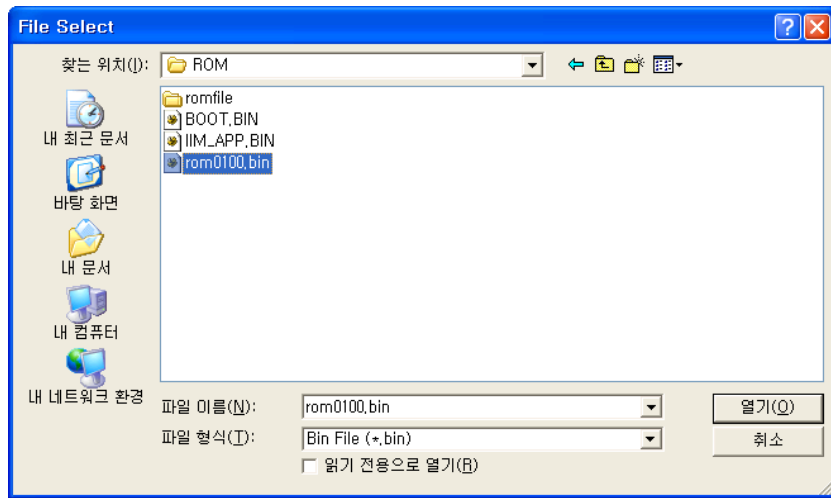 File Select
찾는 위치(I):
ROM
내 최근 문서
바탕 화면
내 문서
내 컴퓨터
내 네트워크 환경
romfile
BOOT.BIN
IIM_APP.BIN
rom0100.bin
파일 이름(N):
rom0100.bin
열기(O)
파일 형식(T):
Bin File (*.bin)
취소
읽기 전용으로 열기(R)